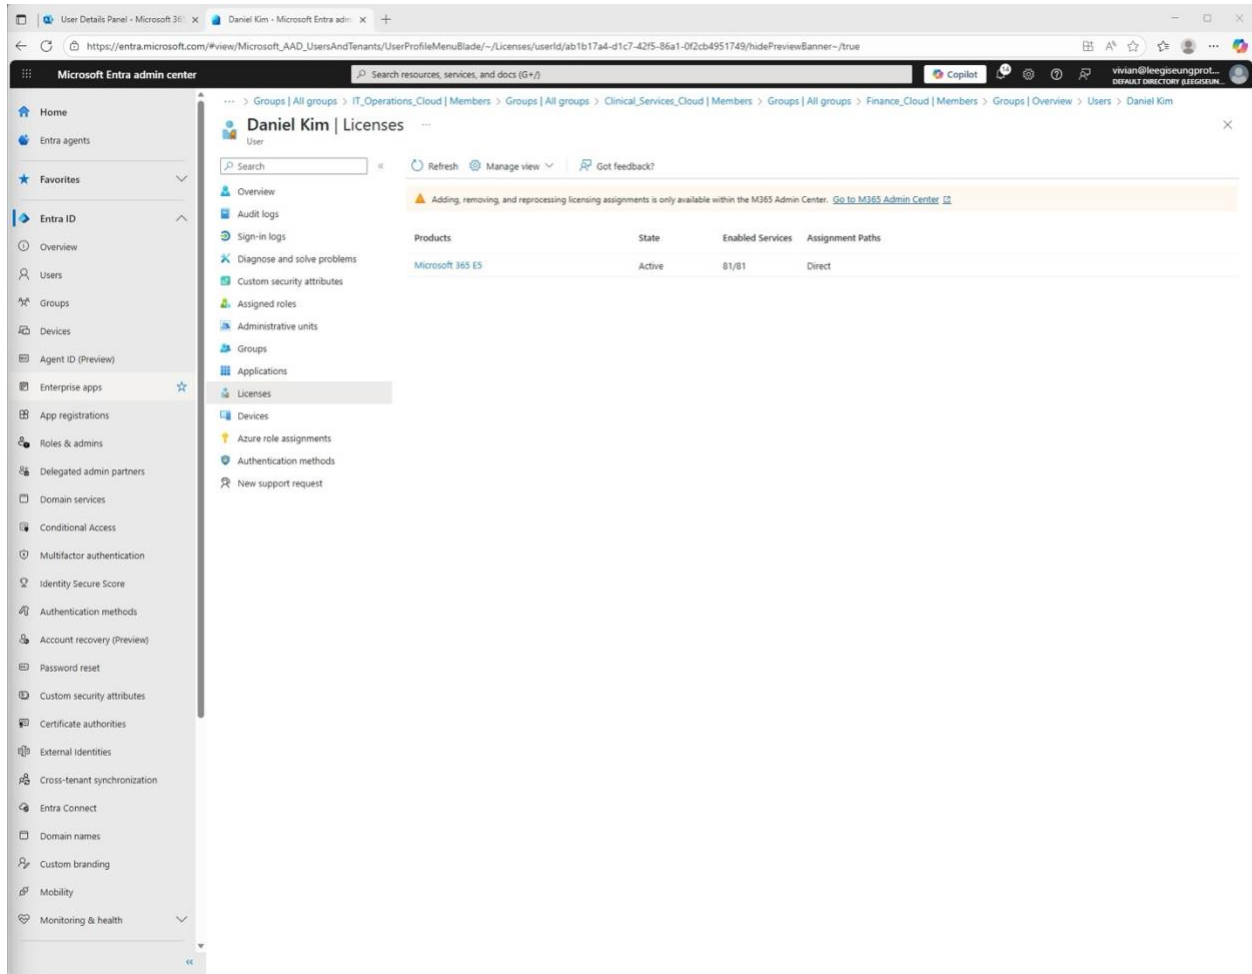 User Details Panel - Microsoft 36
Daniel Kim - Microsoft Entra adm
https://entra.microsoft.com/#view/Microsoft_AAD_UsersAndTenants/UserProfileMenuBlade/~/Licenses/userId/ab1b17a4-d1c7-42f5-86a1-0f2cb4951749/hidePreviewBanner~/true
Microsoft Entra admin center
Search resources, services, and docs (G+/)
Copilot
vivian@leegiseungprot...
DEFAULT DIRECTORY (LEEGISEUN...
Home
Entra agents
Favorites
Entra ID
Overview
Users
Groups
Devices
Agent ID (Preview)
Enterprise apps
App registrations
Roles & admins
Delegated admin partners
Domain services
Conditional Access
Multifactor authentication
Identity Secure Score
Authentication methods
Account recovery (Preview)
Password reset
Custom security attributes
Certificate authorities
External Identities
Cross-tenant synchronization
Entra Connect
Domain names
Custom branding
Mobility
Monitoring & health
... > Groups | All groups > IT_Operations_Cloud | Members > Groups | All groups > Clinical_Services_Cloud | Members > Groups | All groups > Finance_Cloud | Members > Groups | Overview > Users > Daniel Kim
Daniel Kim | Licenses ...
User
Search
Overview
Audit logs
Sign-in logs
Diagnose and solve problems
Custom security attributes
Assigned roles
Administrative units
Groups
Applications
Licenses
Devices
Azure role assignments
Authentication methods
New support request
Refresh Manage view Got feedback?
Adding, removing, and reprocessing licensing assignments is only available within the M365 Admin Center. Go to M365 Admin Center
Products State Enabled Services Assignment Paths
Microsoft 365 E5 Active 81/81 Direct